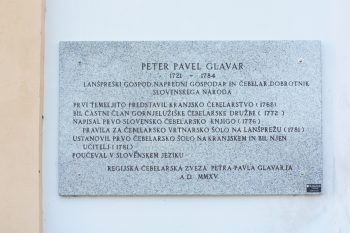 PETER PAVEL GLAVAR
1721 - 1784
LANŠPREŠKI GOSPOD, NAPREDNI GOSPODAR IN ČEBELAR, DOBROTNIK
SLOVENSKEGA NARODA
PRVI TEMELJITO PREDSTAVIL KRANJSKO ČEBELARSTVO (1768)
BIL ČASTNI ČLAN GORNJELUŽIŠKE ČEBELARSKE DRUŽBE (1772)
NAPISAL PRVO SLOVENSKO ČEBELARSKO KNJIGO (1776)
PRAVILA ZA ČEBELARSKO VRTNARSKO ŠOLO NA LANŠPREŽU (1781)
USTANOVIL PRVO ČEBELARSKO ŠOLO NA KRANJSKEM IN BIL NJEN
UČITELJ (1781)
POUČEVAL V SLOVENSKEM JEZIKU
REGIJSKA ČEBELARSKA ZVEZA PETRA PAVLA GLAVARJA
A.D. MMXV.